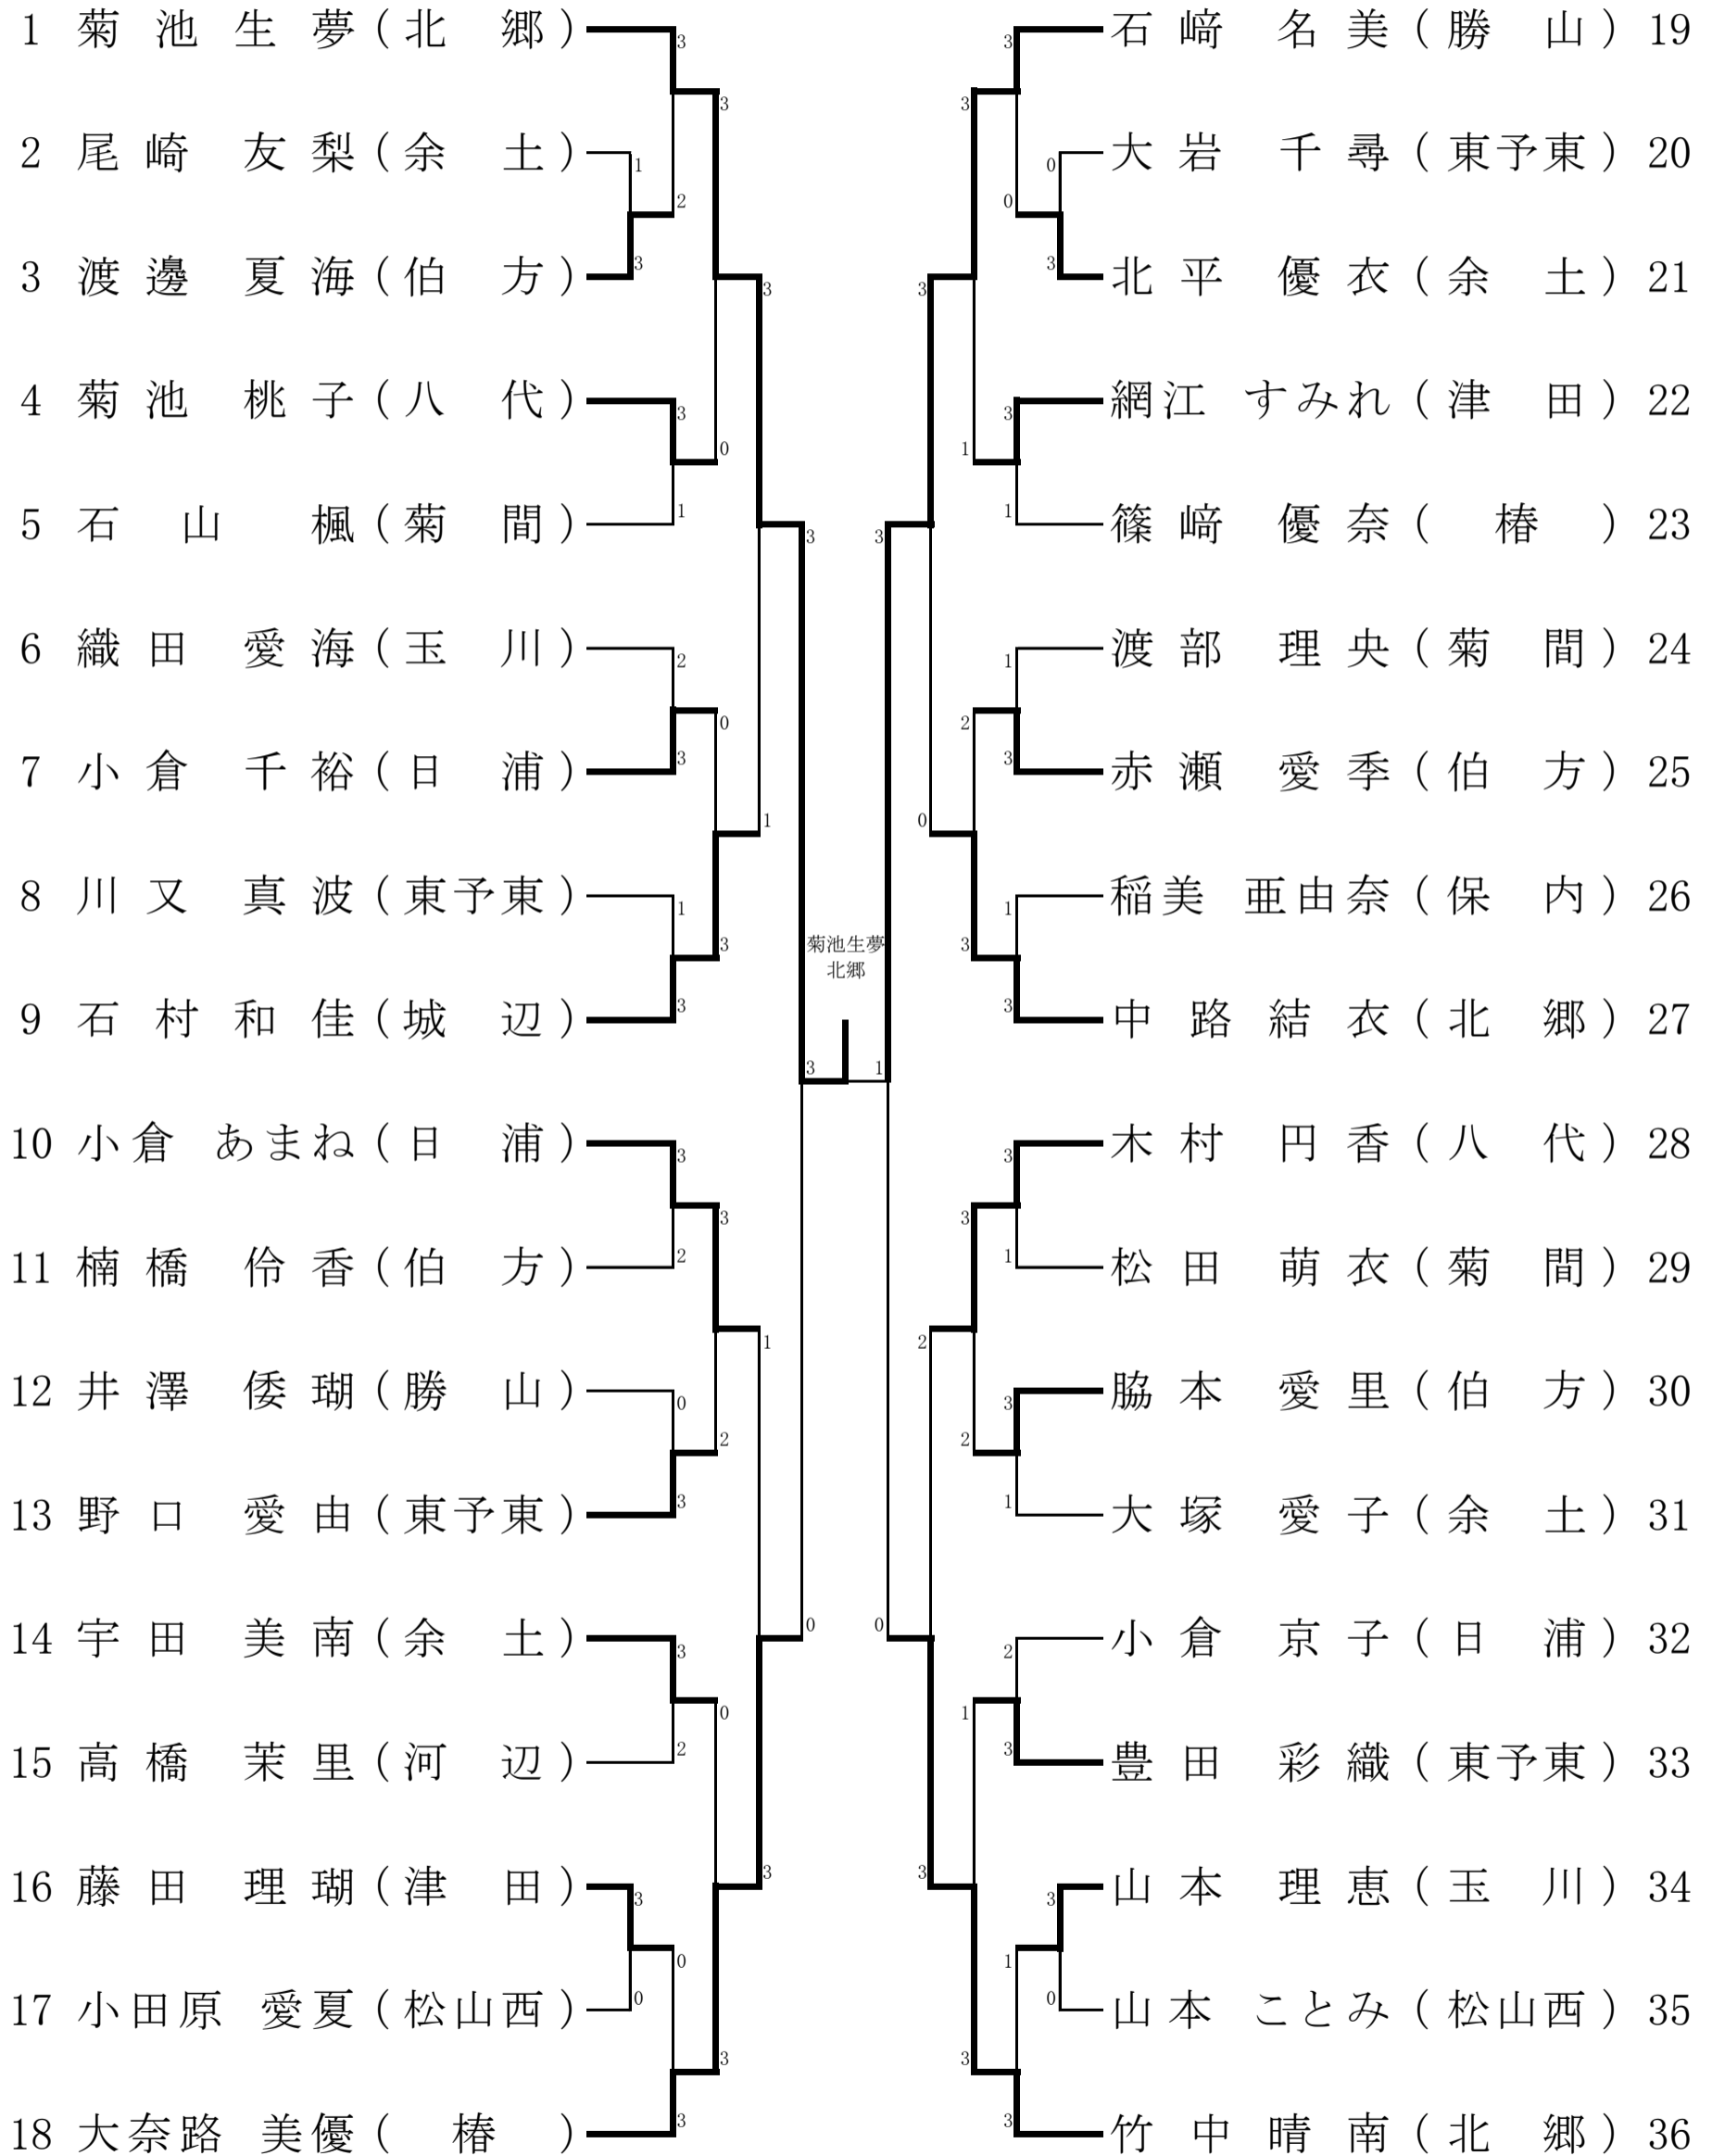 1 菊池生夢(北郷)
2 尾崎友梨(余土)
3 渡邊夏海(伯方)
4 菊池桃子(八代)
5 石山楓(菊間)
6 織田愛海(玉川)
7 小倉千裕(日浦)
8 川又真波(東予東)
9 石村和佳(城辺)
10 小倉あまね(日浦)
11 楠橋伶香(伯方)
12 井澤倭瑚(勝山)
13 野口愛由(東予東)
14 宇田美南(余土)
15 高橋茉里(河辺)
16 藤田理瑚(津田)
17 小田原愛夏(松山西)
18 大奈路美優(椿)
3
1
2
3
3
3
0
1
3
2
3
0
1
1
3
3
3
3
2
3
1
0
2
3
0
3
2
0
3
3
0
0
3
3
菊池生夢
北郷
3 1
3
3
0
0
3
3
3
1
1
3
1
2
3
0
1
3
3
3
1
3
2
3
2
1
0
2
1
3
3
3
1
0
3
3
石﨑名美(勝山) 19
大岩千尋(東予東) 20
北平優衣(余土) 21
網江すみれ(津田) 22
篠﨑優奈(椿) 23
渡部理央(菊間) 24
赤瀬愛季(伯方) 25
稲美亜由奈(保内) 26
中路結衣(北郷) 27
木村円香(八代) 28
松田萌衣(菊間) 29
脇本愛里(伯方) 30
大塚愛子(余土) 31
小倉京子(日浦) 32
豊田彩織(東予東) 33
山本理恵(玉川) 34
山本ことみ(松山西) 35
竹中晴南(北郷) 36